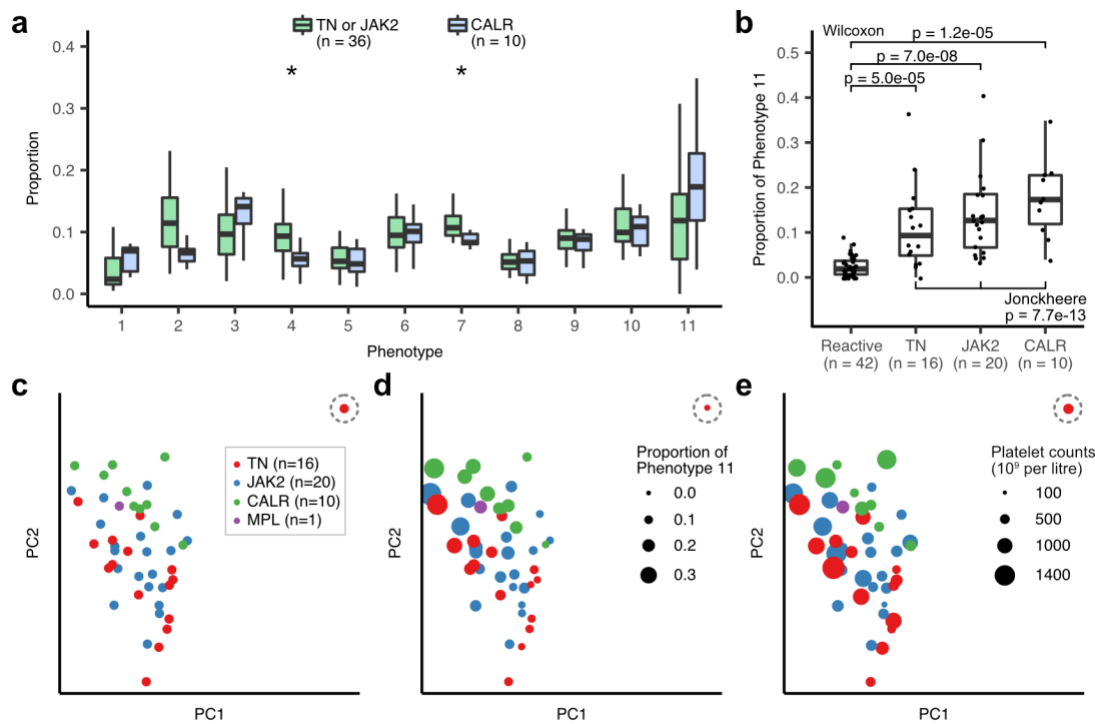 a
TN or JAK2
(n = 36)
CALR
(n = 10)
*
*
0.4
0.3
0.2
0.1
0.0
Proportion
1 2 3 4 5 6 7 8 9 10 11
Phenotype
b
Wilcoxon
p = 1.2e-05
p = 7.0e-08
p = 5.0e-05
0.5
0.4
0.3
0.2
0.1
0.0
Proportion of Phenotype 11
Jonckheere
p = 7.7e-13
Reactive TN JAK2 CALR
(n = 42) (n = 16) (n = 20) (n = 10)
c
PC2
TN (n=16)
JAK2 (n=20)
CALR (n=10)
MPL (n=1)
PC1
d
PC2
Proportion of
Phenotype 11
0.0
0.1
0.2
0.3
PC1
e
PC2
Platelet counts
(10⁹ per litre)
100
500
1000
1400
PC1